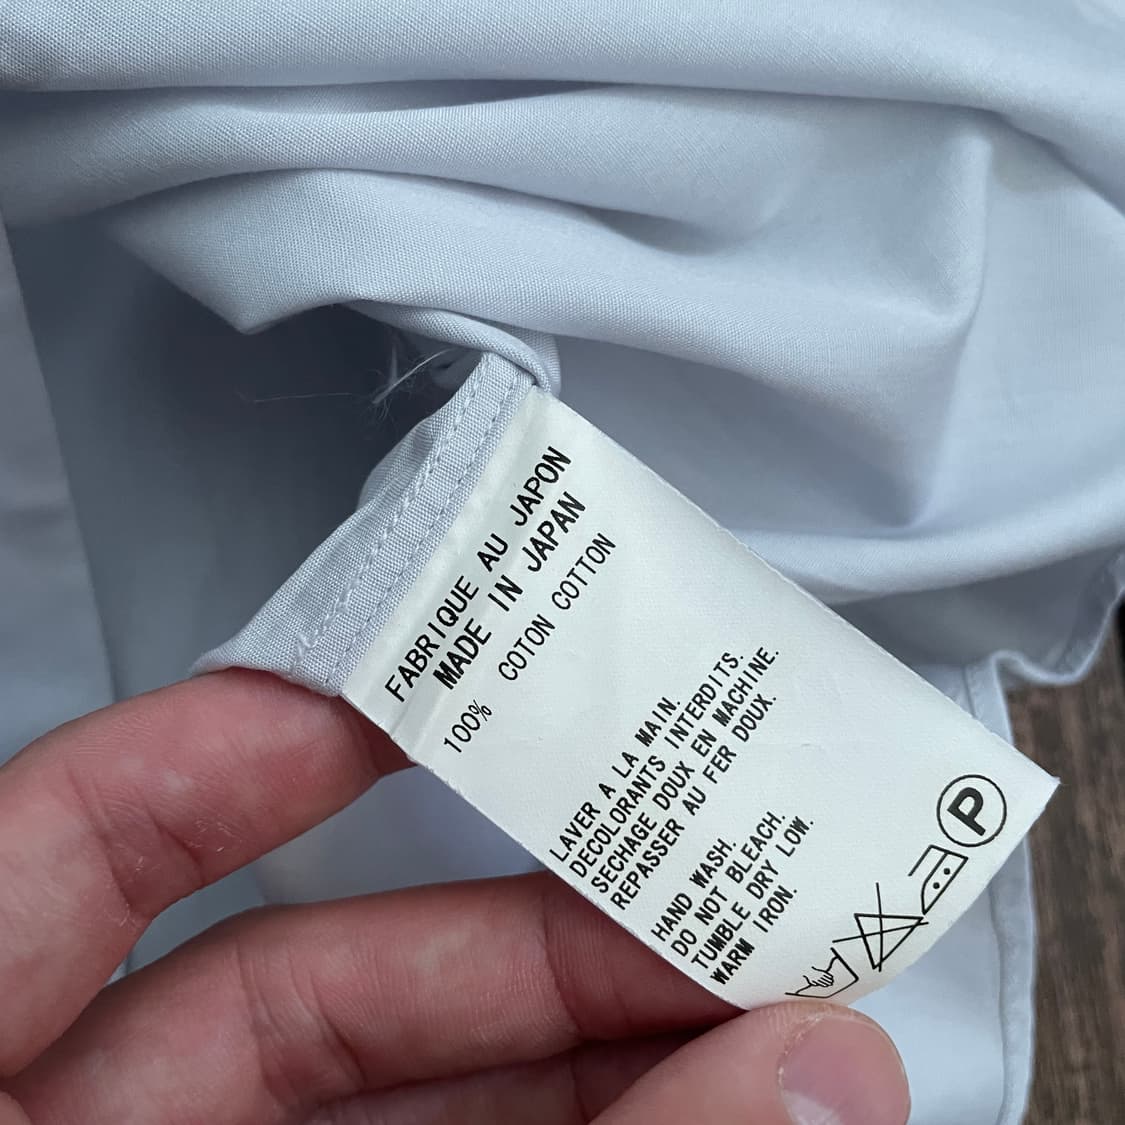 FABRIQUE AU JAPON
MADE IN JAPAN
100% COTON COTTON
LAVER A LA MAIN.
DECOLORANTS INTERDITS.
SECHAGE DOUX EN MACHINE.
REPASSER AU FER DOUX.
HAND WASH.
DO NOT BLEACH.
TUMBLE DRY LOW.
WARM IRON.
P